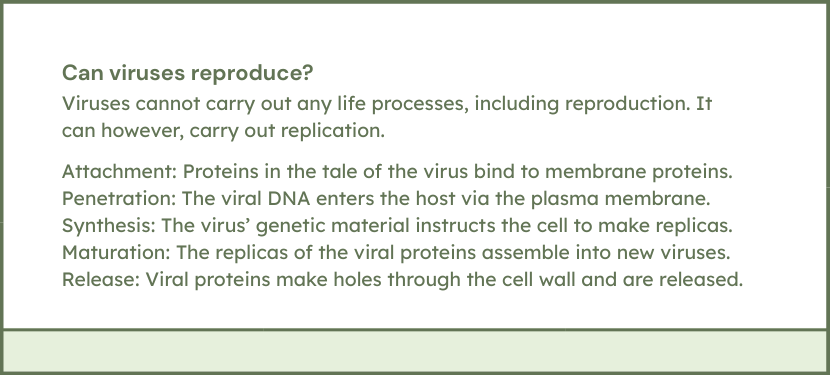 Can viruses reproduce?
Viruses cannot carry out any life processes, including reproduction. It
can however, carry out replication.
Attachment: Proteins in the tale of the virus bind to membrane proteins.
Penetration: The viral DNA enters the host via the plasma membrane.
Synthesis: The virus’ genetic material instructs the cell to make replicas.
Maturation: The replicas of the viral proteins assemble into new viruses.
Release: Viral proteins make holes through the cell wall and are released.